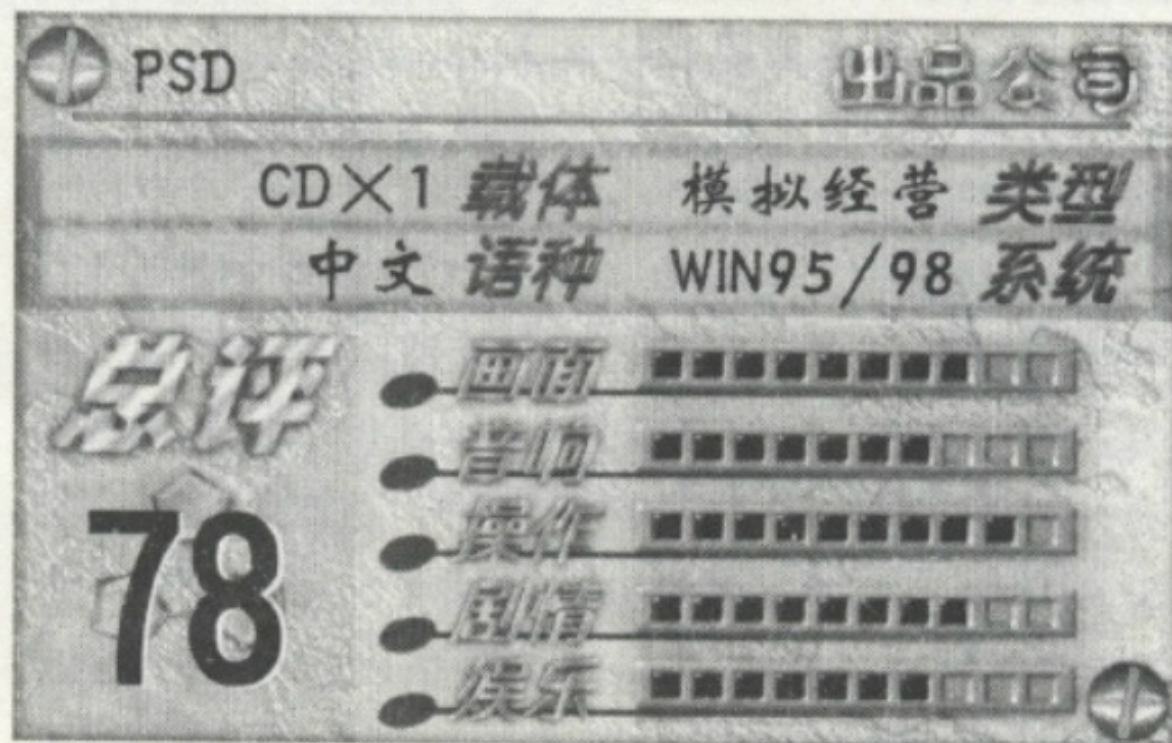 PSD 出品公司
CD×1 载体 模拟经营 类型
中文 语种 WIN95/98 系统
总评
78
画面
音响
操作
剧情
娱乐